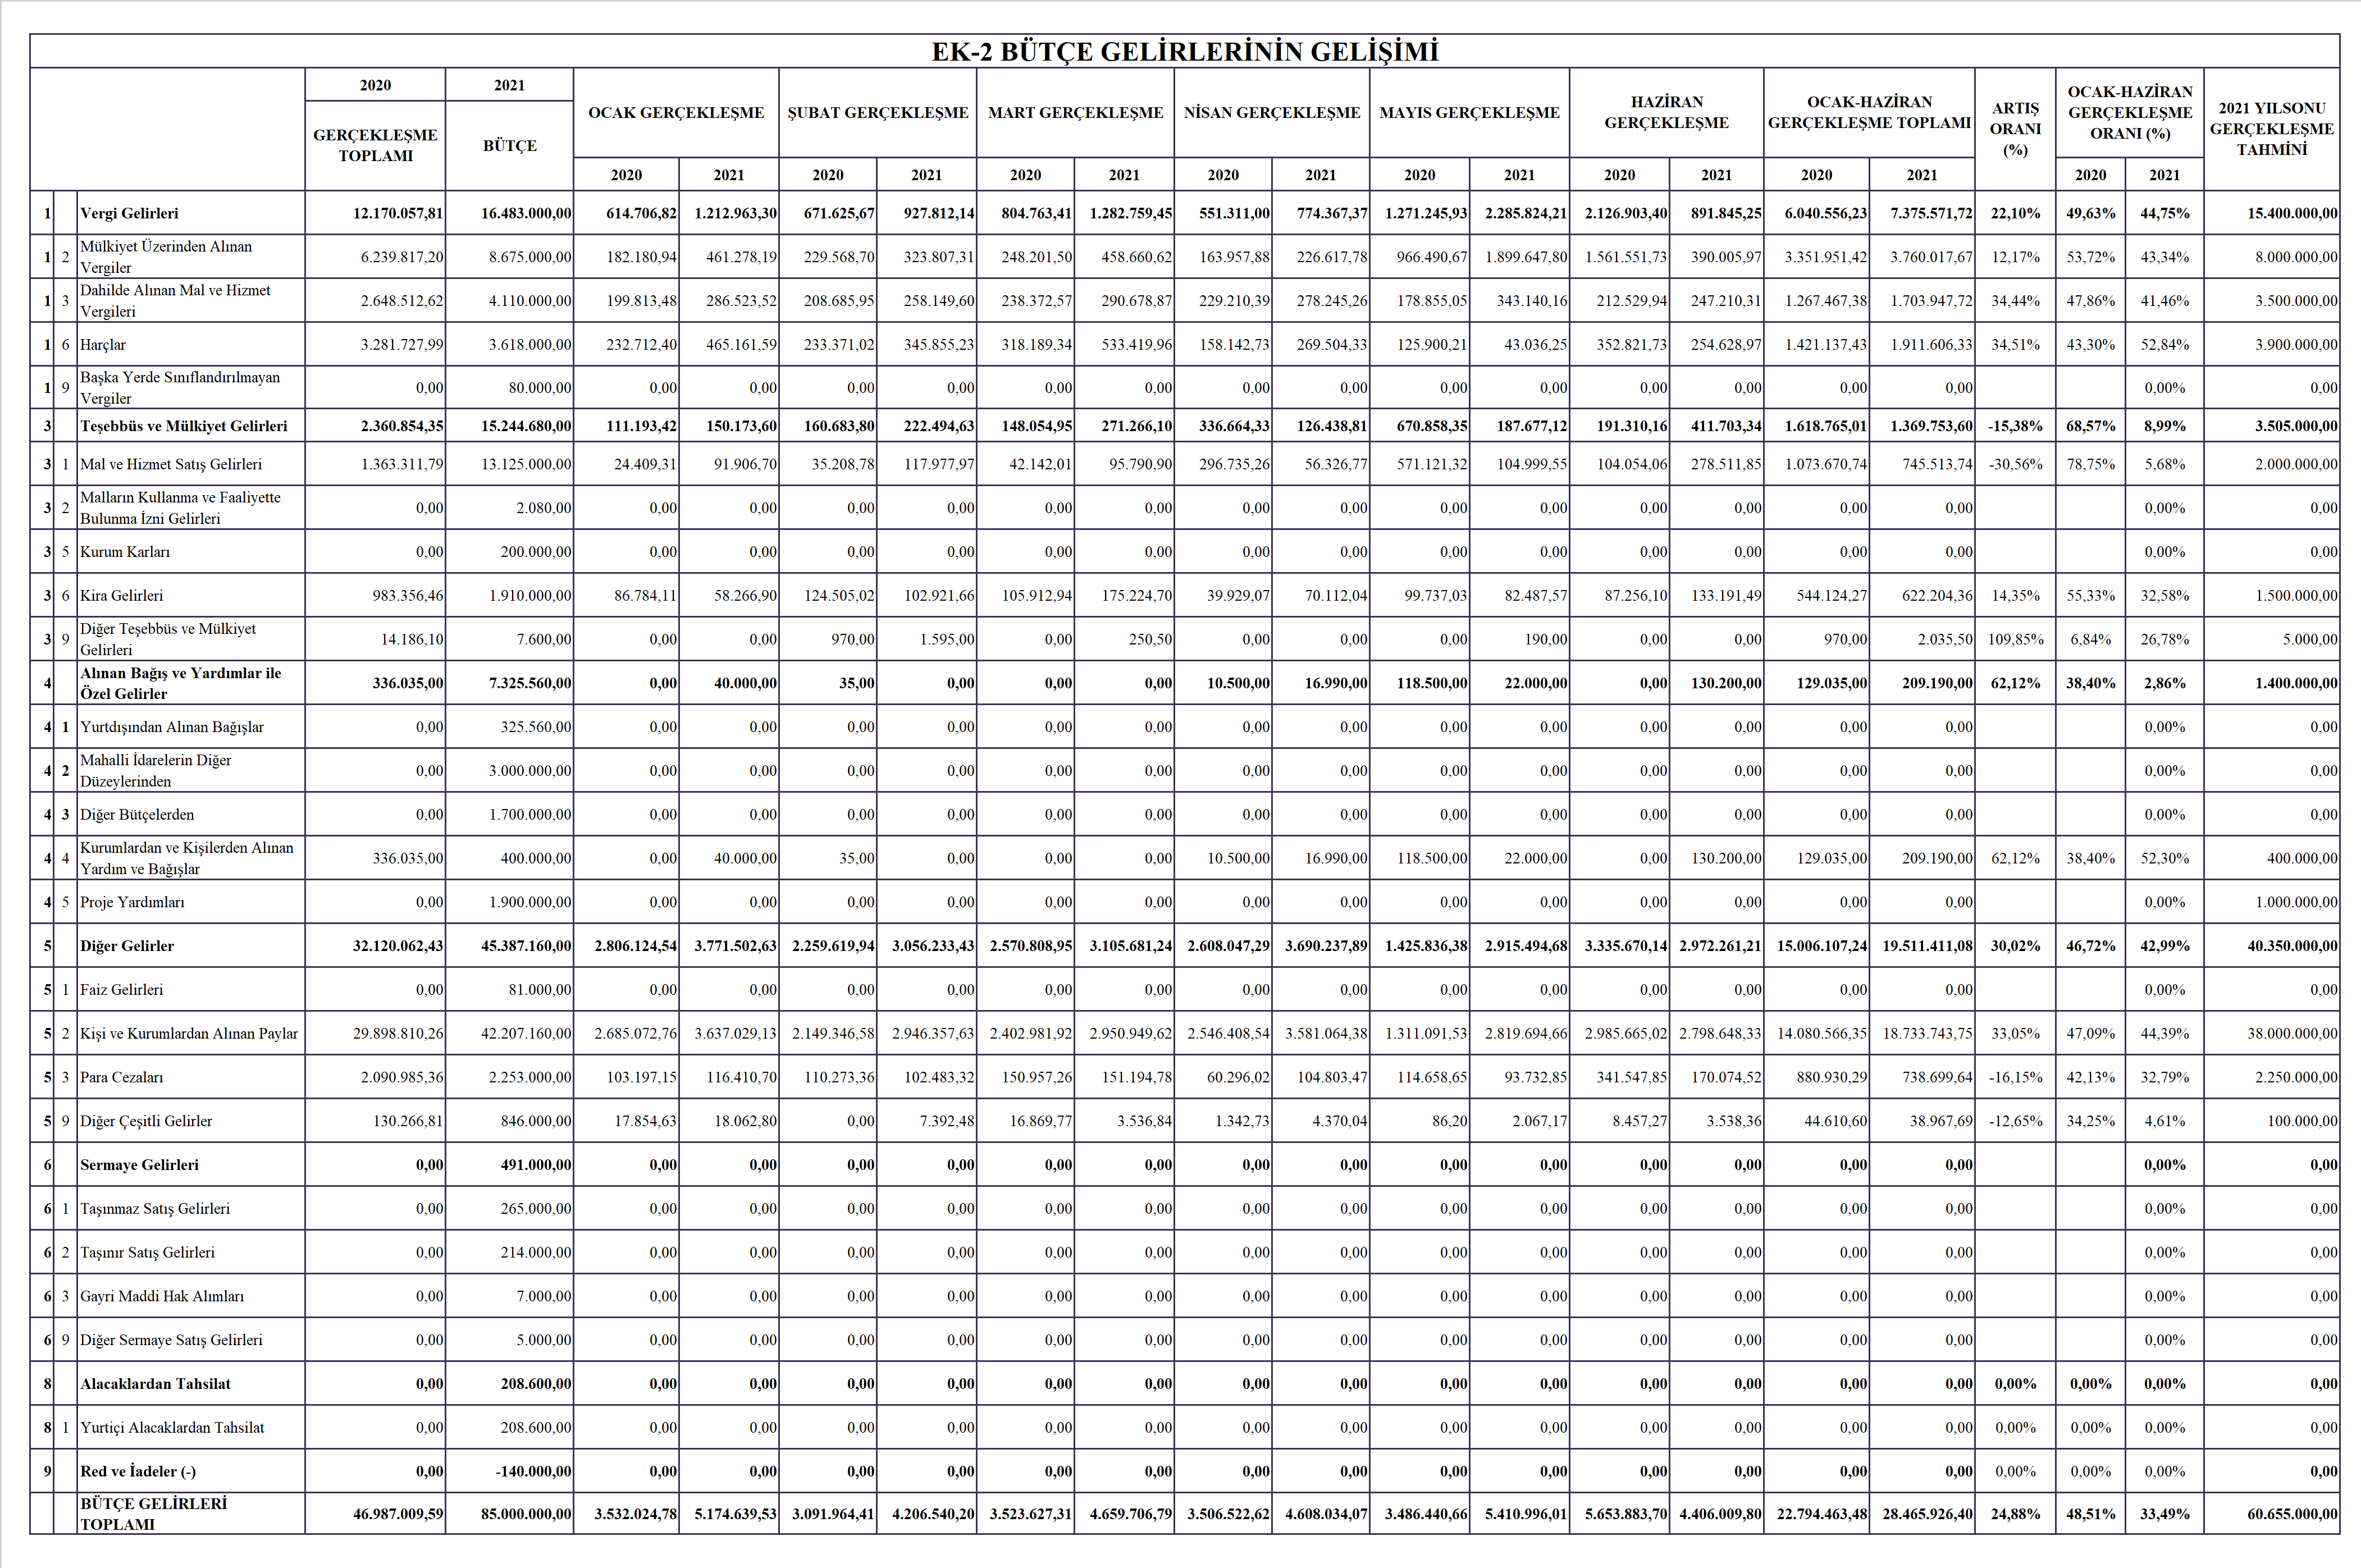 EK-2 BÜTÇE GELİRLERİNİN GELİŞİMİ
2020 2021 OCAK GERÇEKLEŞME ŞUBAT GERÇEKLEŞME MART GERÇEKLEŞME NİSAN GERÇEKLEŞME MAYIS GERÇEKLEŞME HAZİRAN GERÇEKLEŞME OCAK-HAZİRAN GERÇEKLEŞME TOPLAMI ARTIŞ ORANI (%) OCAK-HAZİRAN GERÇEKLEŞME ORANI (%) 2021 YILSONU GERÇEKLEŞME TAHMİNİ
GERÇEKLEŞME TOPLAMI BÜTÇE
2020 2021 2020 2021 2020 2021 2020 2021 2020 2021 2020 2021 2020 2021 2020 2021
1 Vergi Gelirleri 12.170.057,81 16.483.000,00 614.706,82 1.212.963,30 671.625,67 927.812,14 804.763,41 1.282.759,45 551.311,00 774.367,37 1.271.245,93 2.285.824,21 2.126.903,40 891.845,25 6.040.556,23 7.375.571,72 22,10% 49,63% 44,75% 15.400.000,00
1 2 Mülkiyet Üzerinden Alınan Vergiler 6.239.817,20 8.675.000,00 182.180,94 461.278,19 229.568,70 323.807,31 248.201,50 458.660,62 163.957,88 226.617,78 966.490,67 1.899.647,80 1.561.551,73 390.005,97 3.351.951,42 3.760.017,67 12,17% 53,72% 43,34% 8.000.000,00
1 3 Dahilde Alınan Mal ve Hizmet Vergileri 2.648.512,62 4.110.000,00 199.813,48 286.523,52 208.685,95 258.149,60 238.372,57 290.678,87 229.210,39 278.245,26 178.855,05 343.140,16 212.529,94 247.210,31 1.267.467,38 1.703.947,72 34,44% 47,86% 41,46% 3.500.000,00
1 6 Harçlar 3.281.727,99 3.618.000,00 232.712,40 465.161,59 233.371,02 345.855,23 318.189,34 533.419,96 158.142,73 269.504,33 125.900,21 43.036,25 352.821,73 254.628,97 1.421.137,43 1.911.606,33 34,51% 43,30% 52,84% 3.900.000,00
1 9 Başka Yerde Sınıflandırılmayan Vergiler 0,00 80.000,00 0,00 0,00 0,00 0,00 0,00 0,00 0,00 0,00 0,00 0,00 0,00 0,00 0,00 0,00 0,00% 0,00
3 Teşebbüs ve Mülkiyet Gelirleri 2.360.854,35 15.244.680,00 111.193,42 150.173,60 160.683,80 222.494,63 148.054,95 271.266,10 336.664,33 126.438,81 670.858,35 187.677,12 191.310,16 411.703,34 1.618.765,01 1.369.753,60 -15,38% 68,57% 8,99% 3.505.000,00
3 1 Mal ve Hizmet Satış Gelirleri 1.363.311,79 13.125.000,00 24.409,31 91.906,70 35.208,78 117.977,97 42.142,01 95.790,90 296.735,26 56.326,77 571.121,32 104.999,55 104.054,06 278.511,85 1.073.670,74 745.513,74 -30,56% 78,75% 5,68% 2.000.000,00
3 2 Malların Kullanma ve Faaliyette Bulunma İzni Gelirleri 0,00 2.080,00 0,00 0,00 0,00 0,00 0,00 0,00 0,00 0,00 0,00 0,00 0,00 0,00 0,00 0,00 0,00% 0,00
3 5 Kurum Karları 0,00 200.000,00 0,00 0,00 0,00 0,00 0,00 0,00 0,00 0,00 0,00 0,00 0,00 0,00 0,00 0,00 0,00% 0,00
3 6 Kira Gelirleri 983.356,46 1.910.000,00 86.784,11 58.266,90 124.505,02 102.921,66 105.912,94 175.224,70 39.929,07 70.112,04 99.737,03 82.487,57 87.256,10 133.191,49 544.124,27 622.204,36 14,35% 55,33% 32,58% 1.500.000,00
3 9 Diğer Teşebbüs ve Mülkiyet Gelirleri 14.186,10 7.600,00 0,00 0,00 970,00 1.595,00 0,00 250,50 0,00 0,00 0,00 190,00 0,00 0,00 970,00 2.035,50 109,85% 6,84% 26,78% 5.000,00
4 Alınan Bağış ve Yardımlar ile Özel Gelirler 336.035,00 7.325.560,00 0,00 40.000,00 35,00 0,00 0,00 0,00 10.500,00 16.990,00 118.500,00 22.000,00 0,00 130.200,00 129.035,00 209.190,00 62,12% 38,40% 2,86% 1.400.000,00
4 1 Yurtdışından Alınan Bağışlar 0,00 325.560,00 0,00 0,00 0,00 0,00 0,00 0,00 0,00 0,00 0,00 0,00 0,00 0,00 0,00 0,00 0,00% 0,00
4 2 Mahalli İdarelerin Diğer Düzeylerinden 0,00 3.000.000,00 0,00 0,00 0,00 0,00 0,00 0,00 0,00 0,00 0,00 0,00 0,00 0,00 0,00 0,00 0,00% 0,00
4 3 Diğer Bütçelerden 0,00 1.700.000,00 0,00 0,00 0,00 0,00 0,00 0,00 0,00 0,00 0,00 0,00 0,00 0,00 0,00 0,00 0,00% 0,00
4 4 Kurumlardan ve Kişilerden Alınan Yardım ve Bağışlar 336.035,00 400.000,00 0,00 40.000,00 35,00 0,00 0,00 0,00 10.500,00 16.990,00 118.500,00 22.000,00 0,00 130.200,00 129.035,00 209.190,00 62,12% 38,40% 52,30% 400.000,00
4 5 Proje Yardımları 0,00 1.900.000,00 0,00 0,00 0,00 0,00 0,00 0,00 0,00 0,00 0,00 0,00 0,00 0,00 0,00 0,00 0,00% 1.000.000,00
5 Diğer Gelirler 32.120.062,43 45.387.160,00 2.806.124,54 3.771.502,63 2.259.619,94 3.056.233,43 2.570.808,95 3.105.681,24 2.608.047,29 3.690.237,89 1.425.836,38 2.915.494,68 3.335.670,14 2.972.261,21 15.006.107,24 19.511.411,08 30,02% 46,72% 42,99% 40.350.000,00
5 1 Faiz Gelirleri 0,00 81.000,00 0,00 0,00 0,00 0,00 0,00 0,00 0,00 0,00 0,00 0,00 0,00 0,00 0,00 0,00 0,00% 0,00
5 2 Kişi ve Kurumlardan Alınan Paylar 29.898.810,26 42.207.160,00 2.685.072,76 3.637.029,13 2.149.346,58 2.946.357,63 2.402.981,92 2.950.949,62 2.546.408,54 3.581.064,38 1.311.091,53 2.819.694,66 2.985.665,02 2.798.648,33 14.080.566,35 18.733.743,75 33,05% 47,09% 44,39% 38.000.000,00
5 3 Para Cezaları 2.090.985,36 2.253.000,00 103.197,15 116.410,70 110.273,36 102.483,32 150.957,26 151.194,78 60.296,02 104.803,47 114.658,65 93.732,85 341.547,85 170.074,52 880.930,29 738.699,64 -16,15% 42,13% 32,79% 2.250.000,00
5 9 Diğer Çeşitli Gelirler 130.266,81 846.000,00 17.854,63 18.062,80 0,00 7.392,48 16.869,77 3.536,84 1.342,73 4.370,04 86,20 2.067,17 8.457,27 3.538,36 44.610,60 38.967,69 -12,65% 34,25% 4,61% 100.000,00
6 Sermaye Gelirleri 0,00 491.000,00 0,00 0,00 0,00 0,00 0,00 0,00 0,00 0,00 0,00 0,00 0,00 0,00 0,00 0,00 0,00% 0,00
6 1 Taşınmaz Satış Gelirleri 0,00 265.000,00 0,00 0,00 0,00 0,00 0,00 0,00 0,00 0,00 0,00 0,00 0,00 0,00 0,00 0,00 0,00% 0,00
6 2 Taşınır Satış Gelirleri 0,00 214.000,00 0,00 0,00 0,00 0,00 0,00 0,00 0,00 0,00 0,00 0,00 0,00 0,00 0,00 0,00 0,00% 0,00
6 3 Gayri Maddi Hak Alımları 0,00 7.000,00 0,00 0,00 0,00 0,00 0,00 0,00 0,00 0,00 0,00 0,00 0,00 0,00 0,00 0,00 0,00% 0,00
6 9 Diğer Sermaye Satış Gelirleri 0,00 5.000,00 0,00 0,00 0,00 0,00 0,00 0,00 0,00 0,00 0,00 0,00 0,00 0,00 0,00 0,00 0,00% 0,00
8 Alacaklardan Tahsilat 0,00 208.600,00 0,00 0,00 0,00 0,00 0,00 0,00 0,00 0,00 0,00 0,00 0,00 0,00 0,00 0,00 0,00% 0,00% 0,00% 0,00
8 1 Yurtiçi Alacaklardan Tahsilat 0,00 208.600,00 0,00 0,00 0,00 0,00 0,00 0,00 0,00 0,00 0,00 0,00 0,00 0,00 0,00 0,00 0,00% 0,00% 0,00% 0,00
9 Red ve İadeler (-) 0,00 -140.000,00 0,00 0,00 0,00 0,00 0,00 0,00 0,00 0,00 0,00 0,00 0,00 0,00 0,00 0,00 0,00% 0,00% 0,00% 0,00
BÜTÇE GELİRLERİ TOPLAMI 46.987.009,59 85.000.000,00 3.532.024,78 5.174.639,53 3.091.964,41 4.206.540,20 3.523.627,31 4.659.706,79 3.506.522,62 4.608.034,07 3.486.440,66 5.410.996,01 5.653.883,70 4.406.009,80 22.794.463,48 28.465.926,40 24,88% 48,51% 33,49% 60.655.000,00